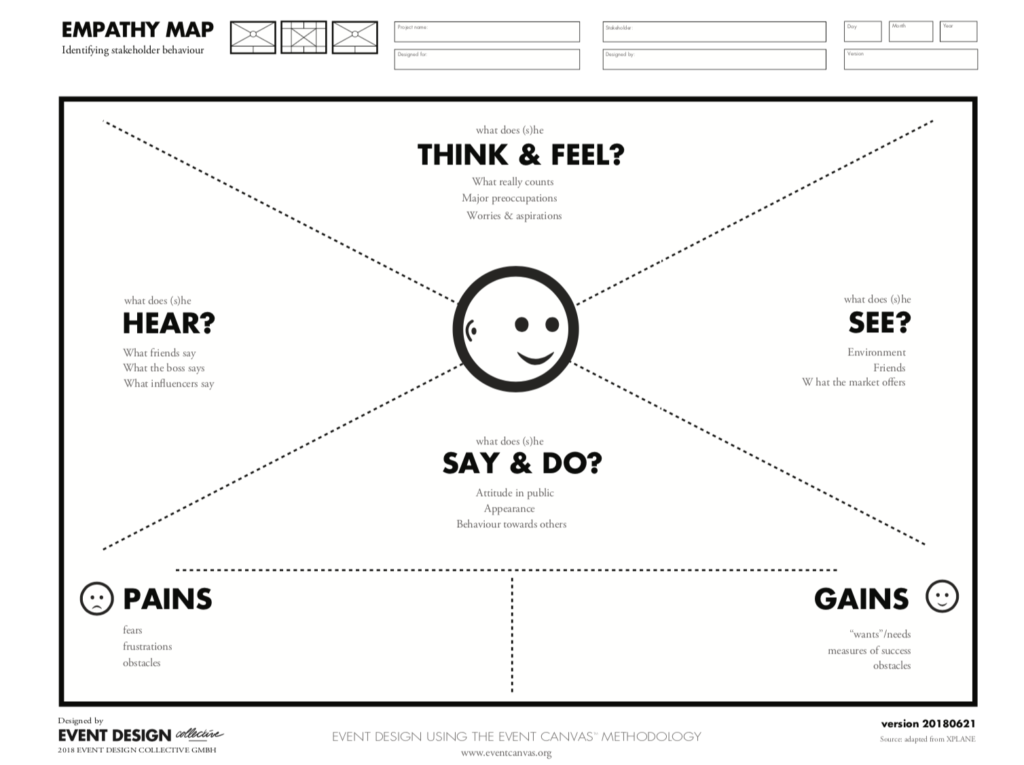 EMPATHY MAP
Identifying stakeholder behaviour
Project name:
Stakeholder:
Day
Month
Year
Designed for
Designed by:
Version
what does (s)he
THINK & FEEL?
What really counts
Major preoccupations
Worries & aspirations
what does (s)he
HEAR?
What friends say
What the boss says
What influencers say
what does (s)he
SEE?
Environment
Friends
W hat the market offers
what does (s)he
SAY & DO?
Attitude in public
Appearance
Behaviour towards others
PAINS
fears
frustrations
obstacles
GAINS
“wants”/needs
measures of success
obstacles
Designed by
EVENT DESIGN collective
2018 EVENT DESIGN COLLECTIVE GMBH
EVENT DESIGN USING THE EVENT CANVAS™ METHODOLOGY
www.eventcanvas.org
version 20180621
Source: adapted from XPLANE